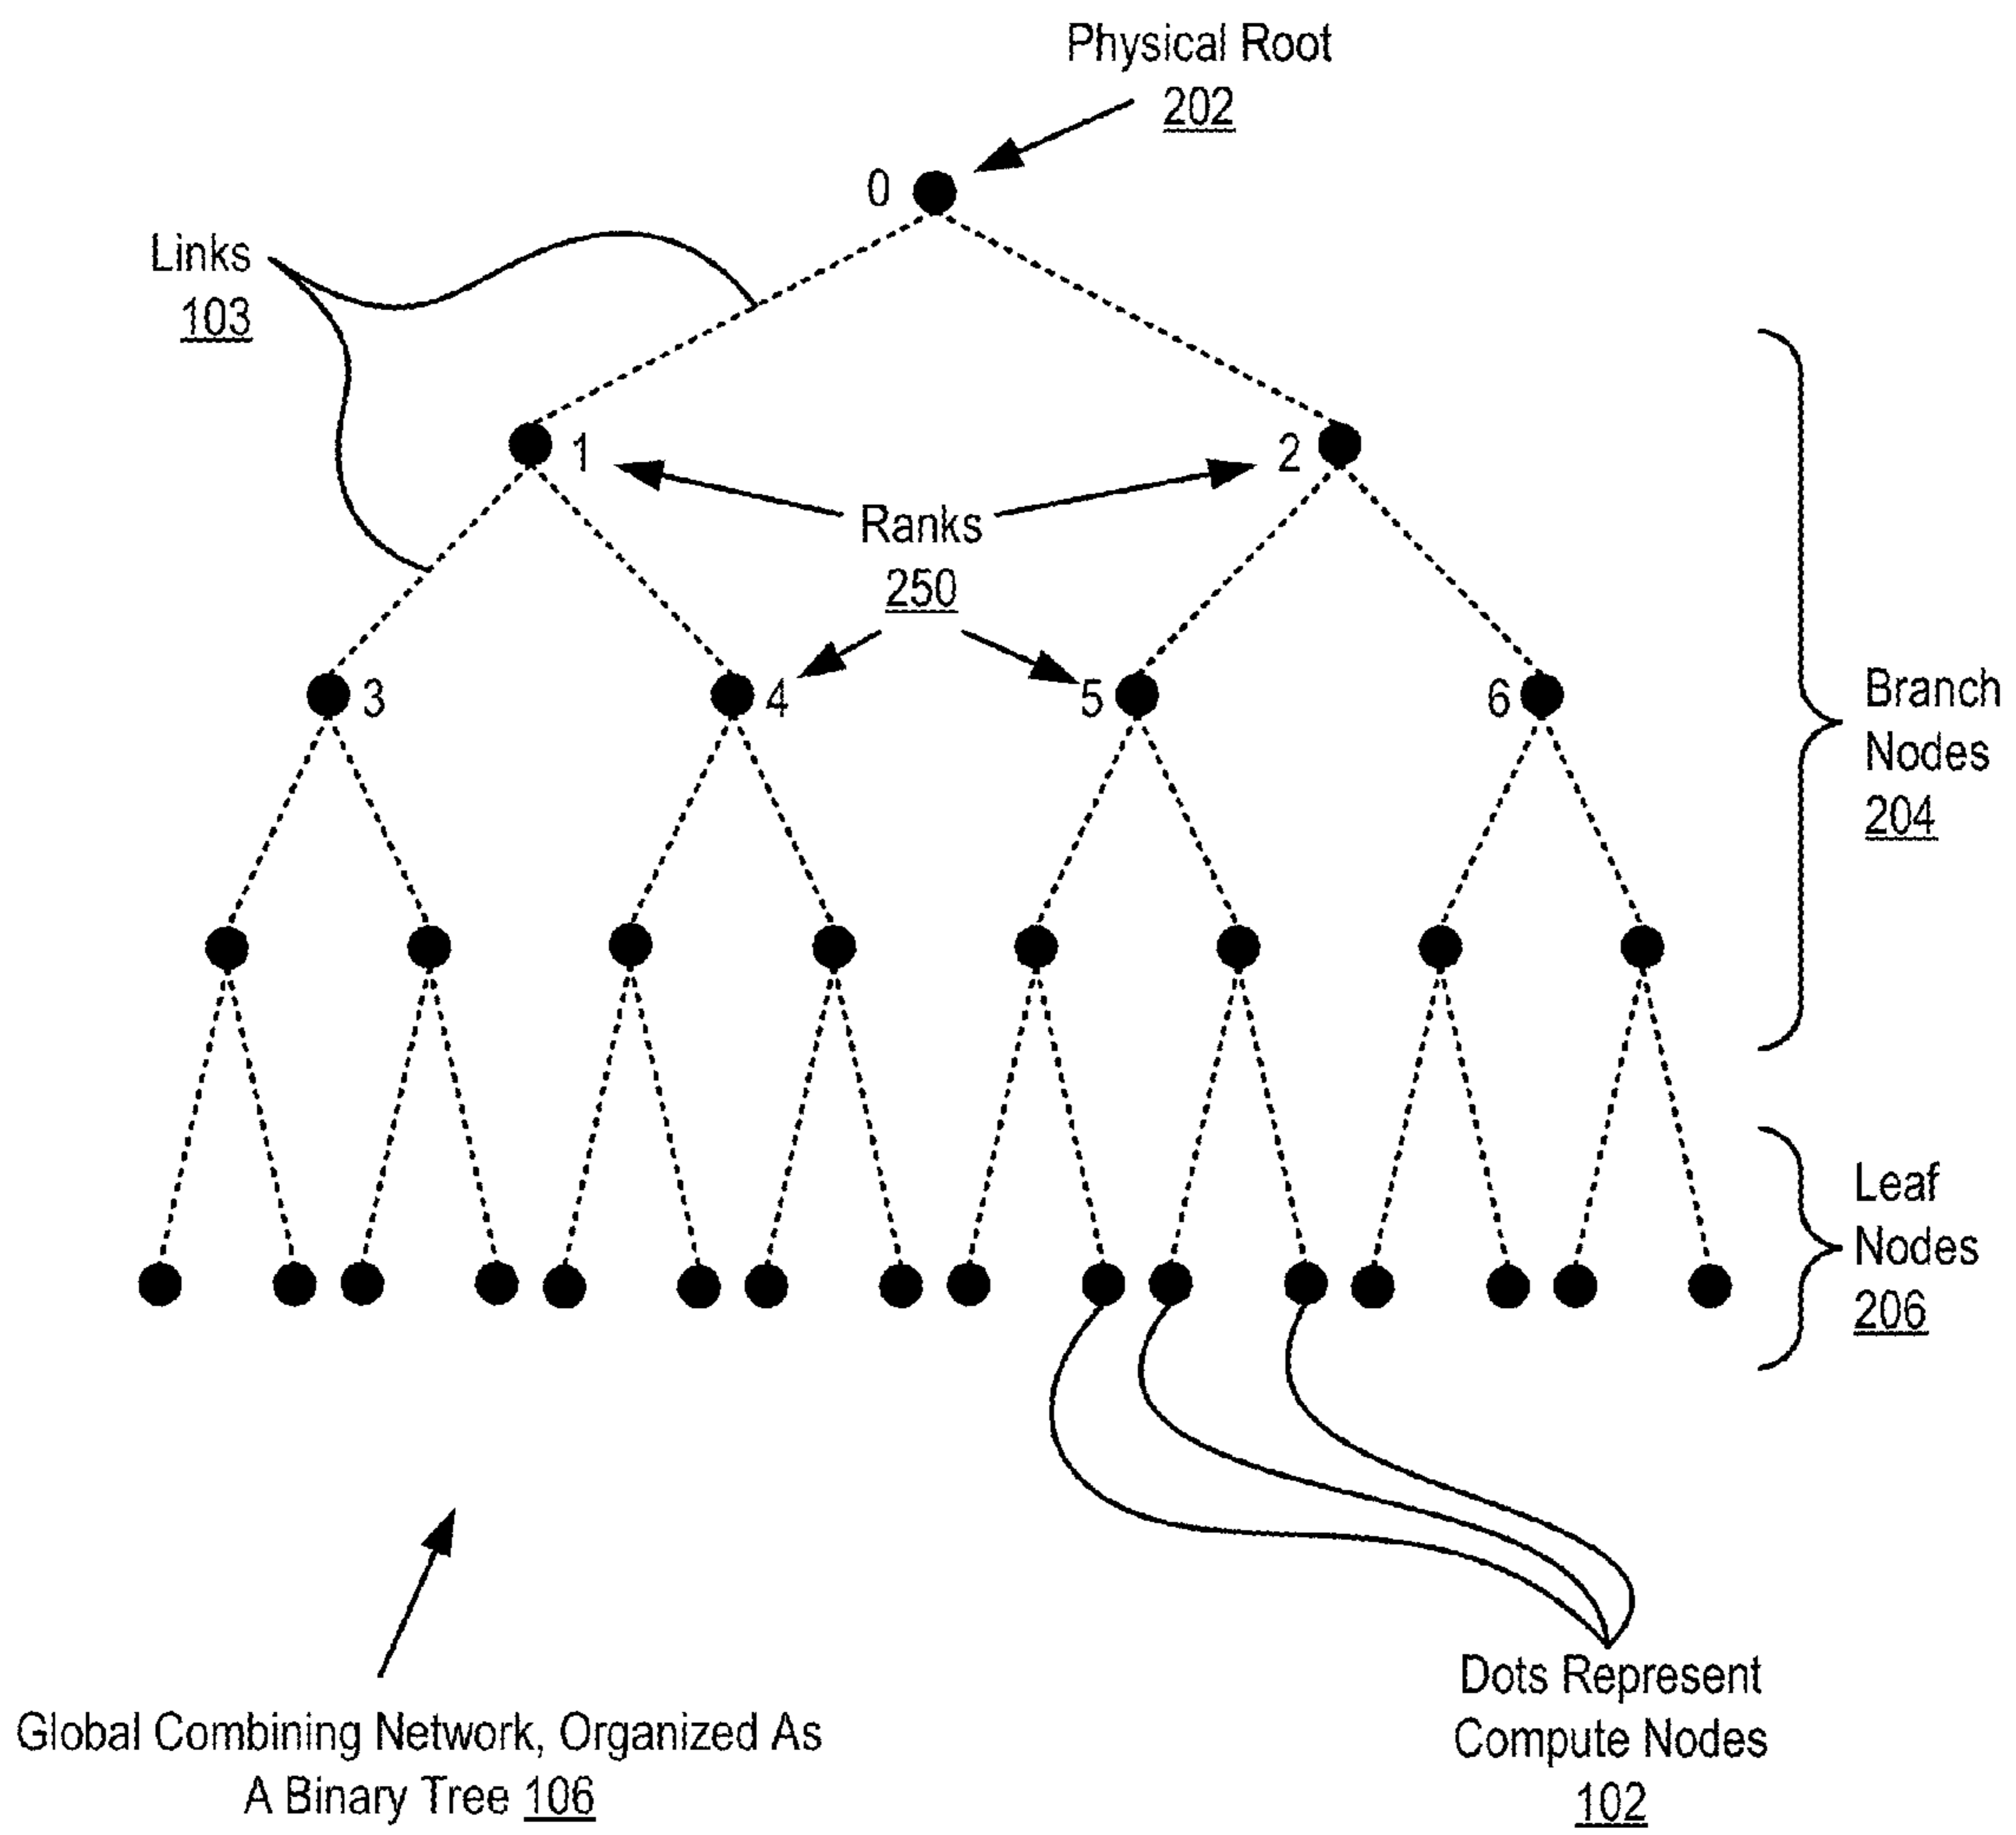 Physical Root
202
0
Links
103
1
2
Ranks
250
3
4
5
6
Branch
Nodes
204
Leaf
Nodes
206
Dots Represent
Compute Nodes
102
Global Combining Network, Organized As
A Binary Tree 106